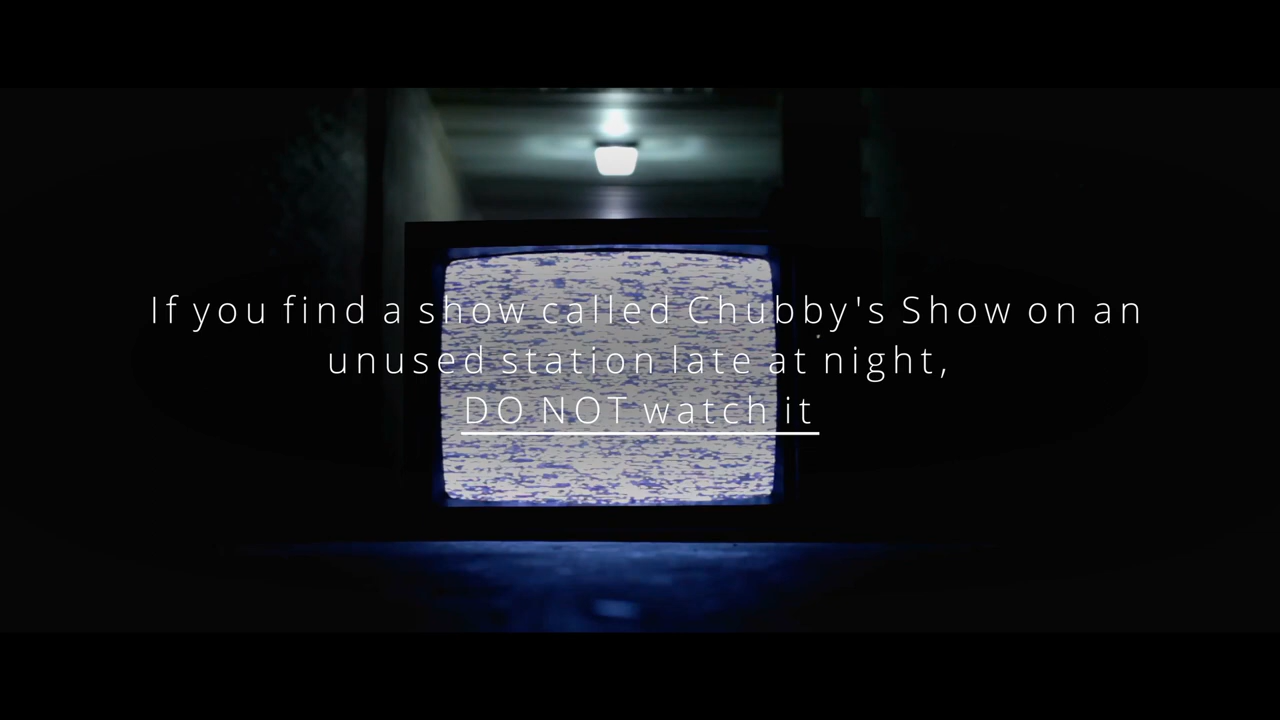 If you find a show called Chubby's Show on an
unused station late at night,
DO NOT watch it